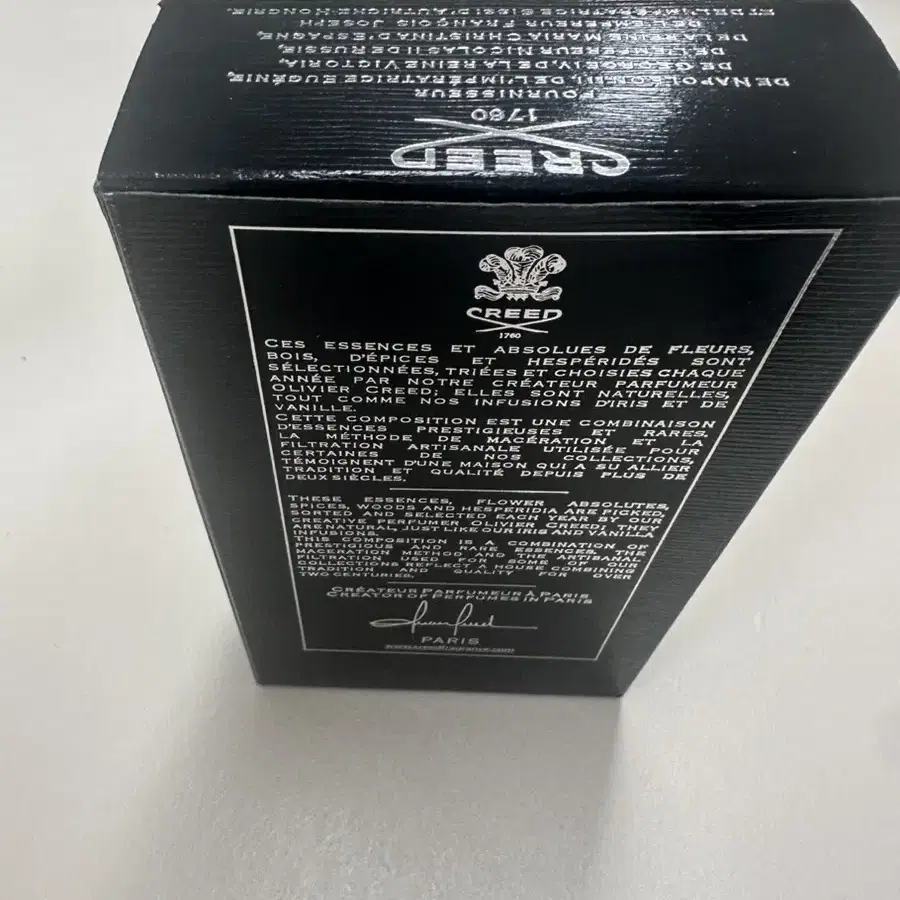 CREED
1760
FOURNISSEUR
DE NAPOLEON III, DE L'IMPÉRATRICE EUGÉNIE,
DE GEORGE IV, DE LA REINE VICTORIA,
DE L'EMPEREUR NICOLAS II DE RUSSIE,
DE LA REINE MARIA CHRISTINA D'ESPAGNE,
DE L'EMPEREUR FRANÇOIS JOSEPH
D'AUTRICHE-HONGRIE.
CREED
1760
CES ESSENCES ET ABSOLUES DE FLEURS,
BOIS, D'ÉPICES ET HESPÉRIDÉS SONT
SÉLECTIONNÉES, TRIÉES ET CHOISIES CHAQUE
ANNÉE PAR NOTRE CRÉATEUR PARFUMEUR
OLIVIER CREED; ELLES SONT NATURELLES,
TOUT COMME NOS INFUSIONS D'IRIS ET DE
VANILLE.
CETTE COMPOSITION EST UNE COMBINAISON
D'ESSENCES PRESTIGIEUSES ET RARES.
LA MÉTHODE DE MACÉRATION ET LA
FILTRATION ARTISANALE UTILISÉE POUR
CERTAINES DE NOS COLLECTIONS,
TÉMOIGNENT D'UNE MAISON QUI A SU ALLIER
TRADITION ET QUALITÉ DEPUIS PLUS DE
DEUX SIÈCLES.
THESE ESSENCES, FLOWER ABSOLUTES,
SPICES, WOODS AND HESPERIDIA ARE PICKED,
SORTED AND SELECTED EACH YEAR BY OUR
CREATIVE PERFUMER OLIVIER CREED; THEY
ARE NATURAL, JUST LIKE OUR IRIS AND VANILLA
INFUSIONS.
THIS COMPOSITION IS A COMBINATION OF
PRESTIGIOUS AND RARE ESSENCES. THE
MACERATION METHOD AND THE ARTISANAL
FILTRATION USED FOR SOME OF OUR
COLLECTIONS REFLECT A HOUSE COMBINING
TRADITION AND QUALITY FOR OVER
TWO CENTURIES.
CRÉATEUR PARFUMEUR À PARIS
CREATOR OF PERFUMES IN PARIS
PARIS
www.creedfragrance.com